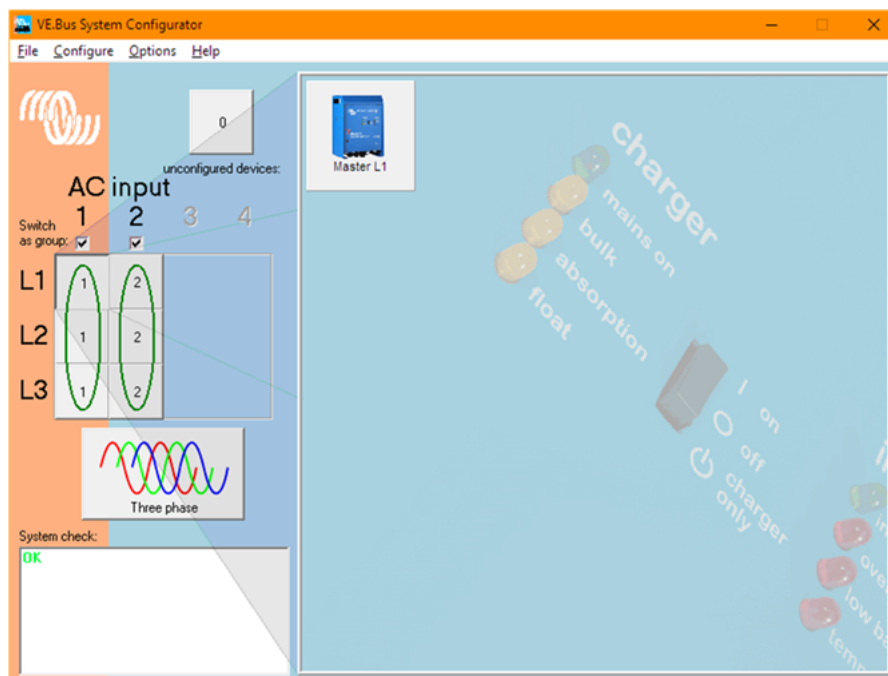 VE.Bus System Configurator
File Configure Options Help
0
unconfigured devices:
AC input
Switch
as group:
1 2 3 4
L1 1 2
L2 1 2
L3 1 2
Three phase
System check:
OK
Master L1
charger
mains on
bulk
absorption
float
I on
off
charger
only
low